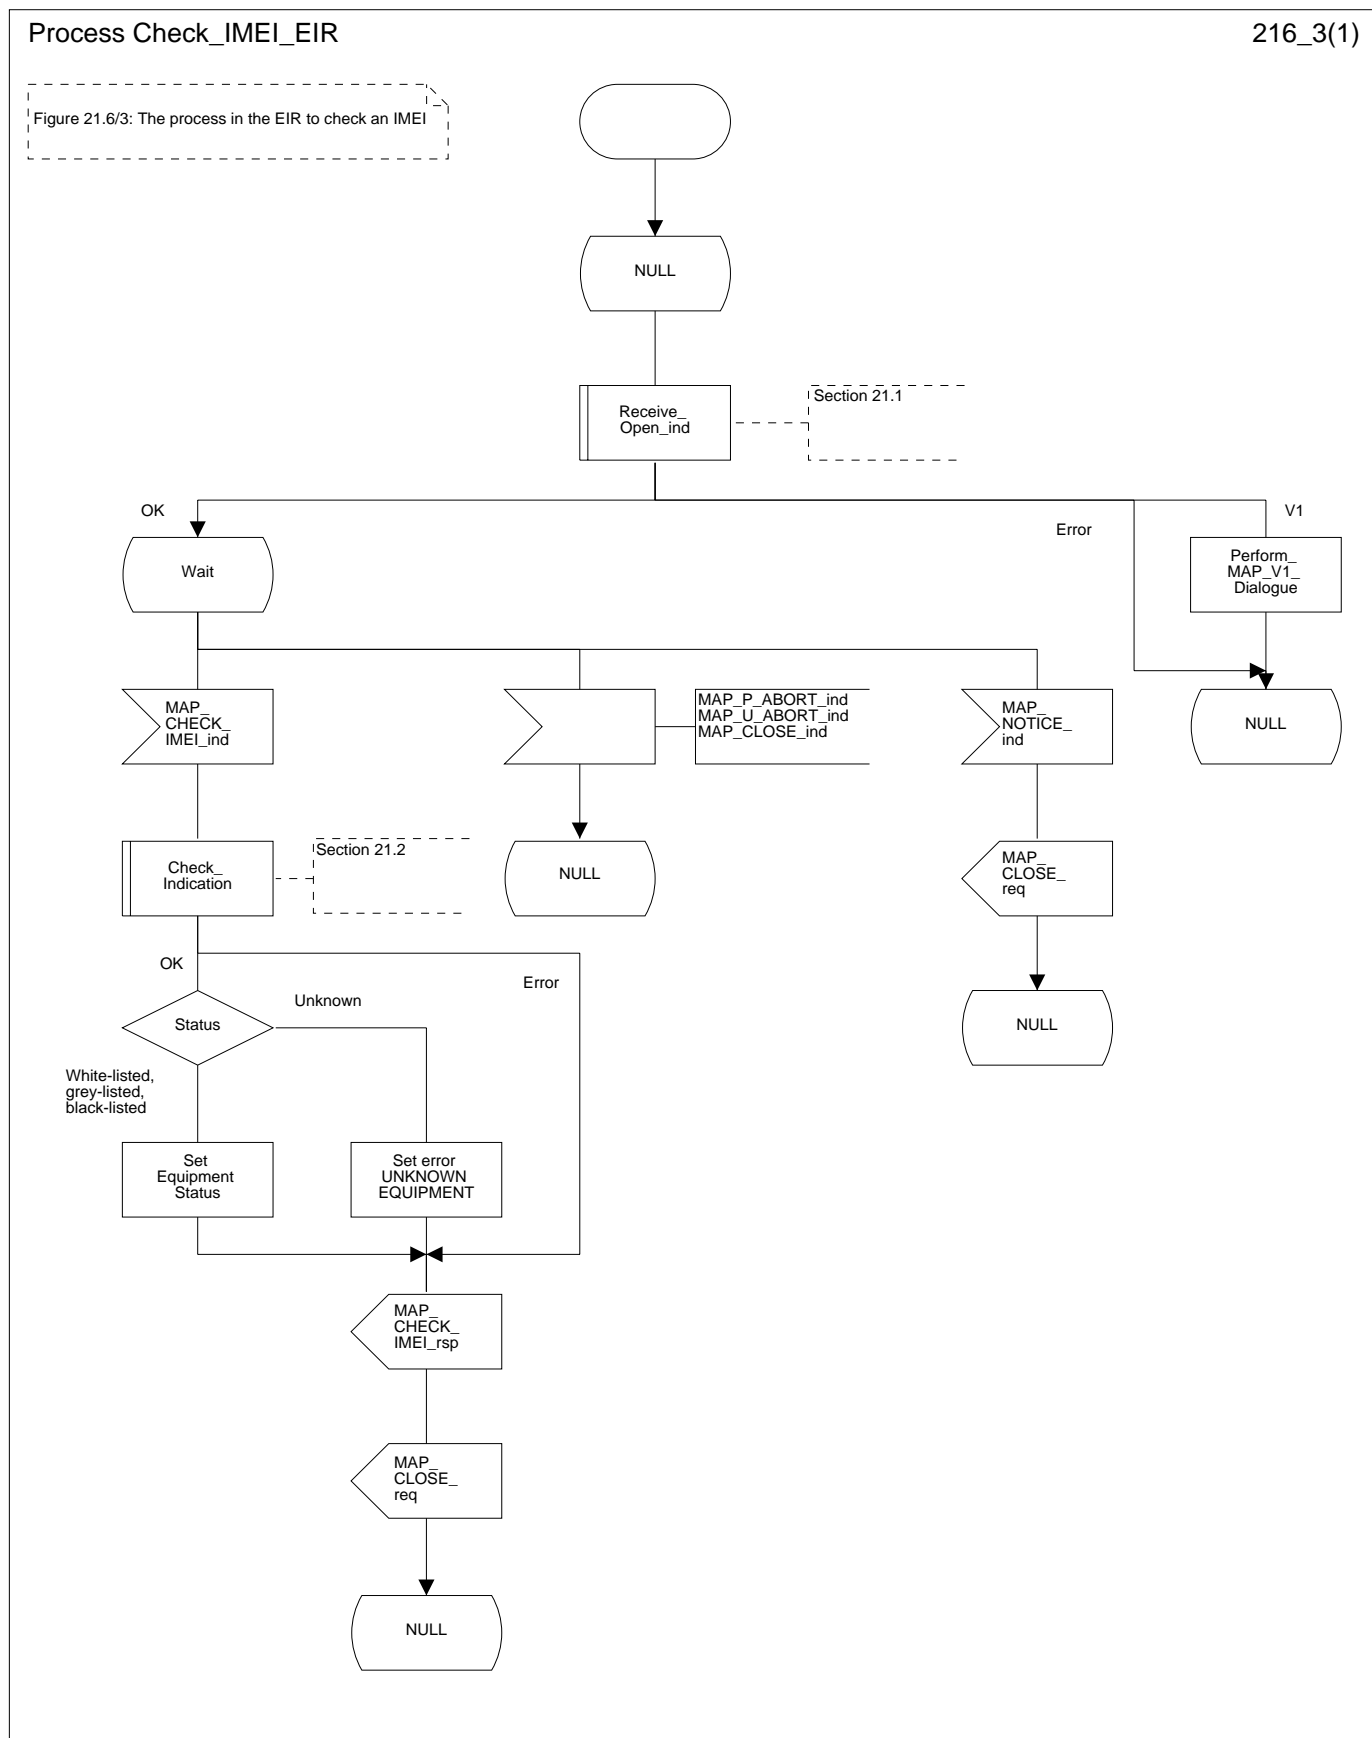 Process Check_IMEI_EIR
216_3(1)
Figure 21.6/3: The process in the EIR to check an IMEI
NULL
Receive_
Open_ind
Section 21.1
OK
Error
V1
Wait
Perform_
MAP_V1_
Dialogue
MAP_
CHECK_
IMEI_ind
MAP_P_ABORT_ind
MAP_U_ABORT_ind
MAP_CLOSE_ind
MAP_
NOTICE_
ind
NULL
Check_
Indication
Section 21.2
NULL
MAP_
CLOSE_
req
OK
Error
Unknown
Status
NULL
White-listed,
grey-listed,
black-listed
Set
Equipment
Status
Set error
UNKNOWN
EQUIPMENT
MAP_
CHECK_
IMEI_rsp
MAP_
CLOSE_
req
NULL